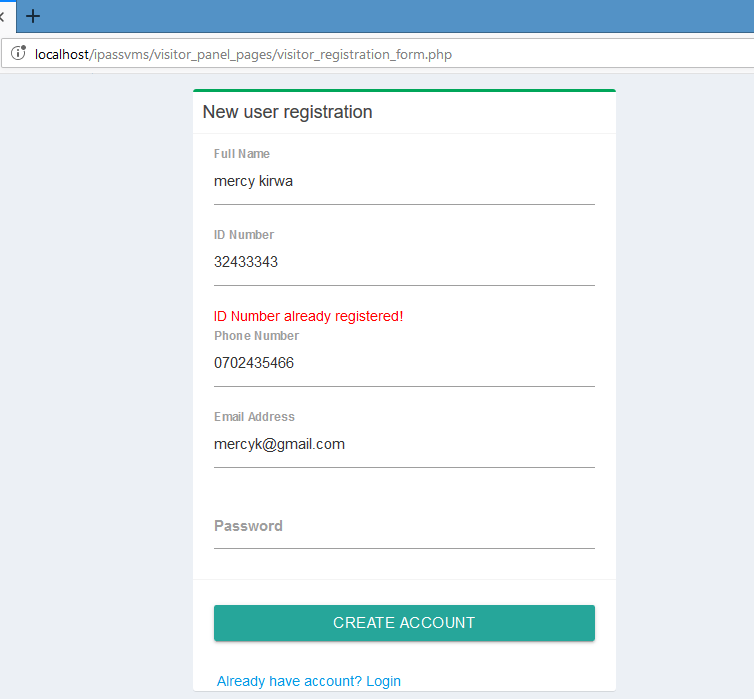 localhost/ipassvms/visitor_panel_pages/visitor_registration_form.php
New user registration
Full Name
mercy kirwa
ID Number
32433343
ID Number already registered!
Phone Number
0702435466
Email Address
mercyk@gmail.com
Password
CREATE ACCOUNT
Already have account? Login